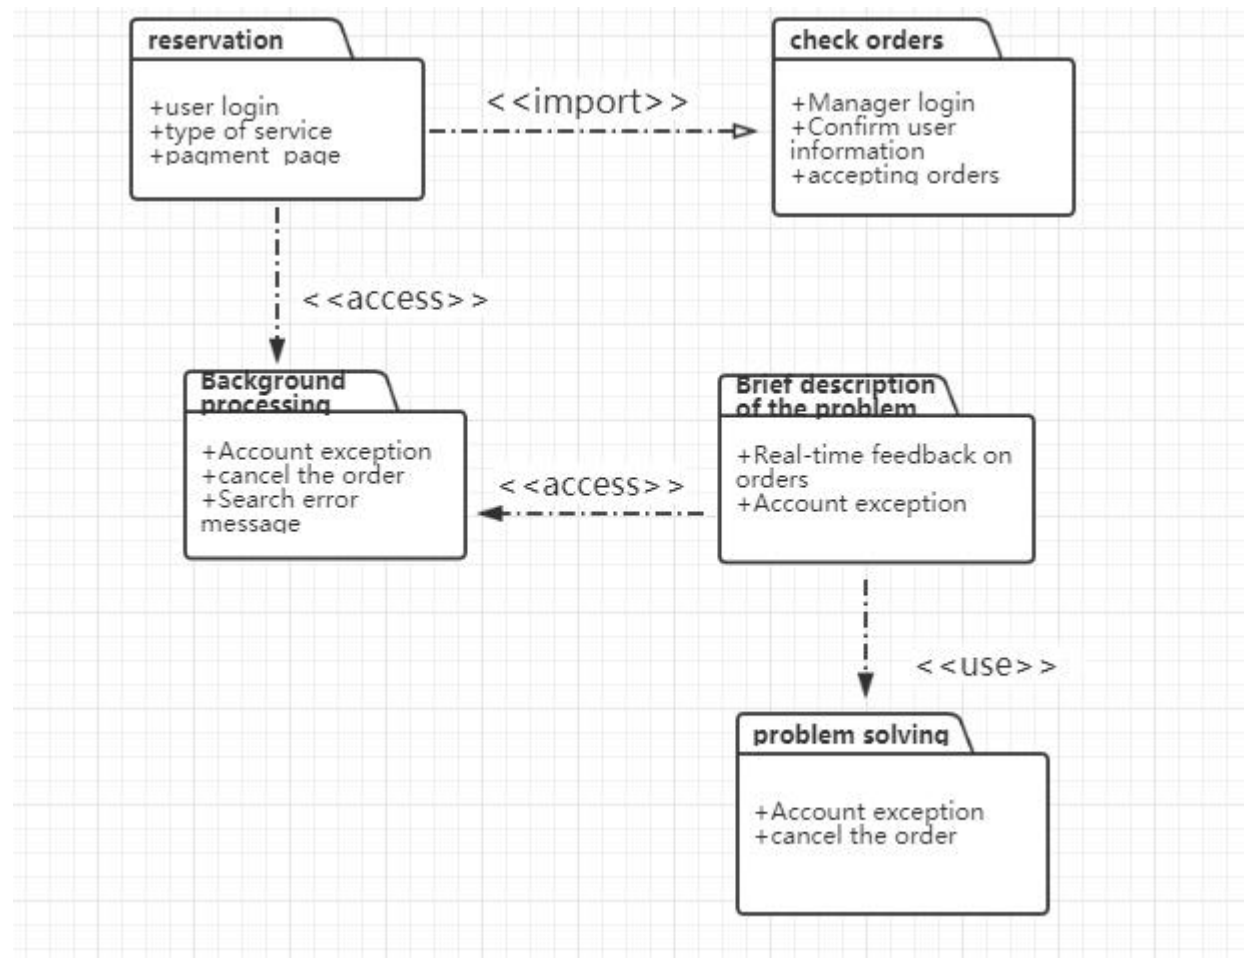 reservation
+user login
+type of service
+pagment page
<<import>>
check orders
+Manager login
+Confirm user
information
+accepting orders
<<access>>
Background
processing
+Account exception
+cancel the order
+Search error
message
<<access>>
Brief description
of the problem
+Real-time feedback on
orders
+Account exception
<<use>>
problem solving
+Account exception
+cancel the order